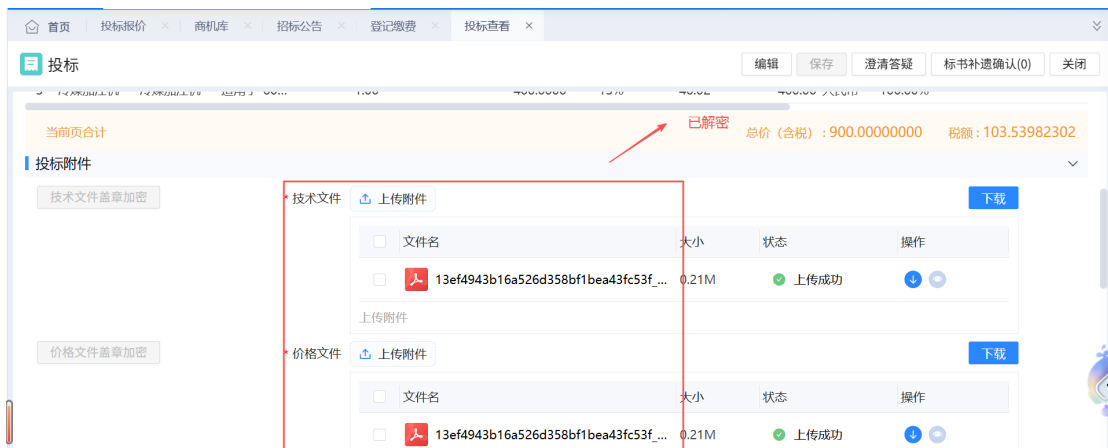 首页 投标报价 × 商机库 × 招标公告 × 登记缴费 × 投标查看 ×
投标 编辑 保存 澄清答疑 标书补遗确认(0) 关闭
当前页合计 已解密 总价（含税）: 900.00000000 税额 : 103.53982302
投标附件
技术文件盖章加密 * 技术文件 上传附件 下载
文件名 大小 状态 操作
13ef4943b16a526d358bf1bea43fc53f_... 0.21M 上传成功
上传附件
价格文件盖章加密 * 价格文件 上传附件 下载
文件名 大小 状态 操作
13ef4943b16a526d358bf1bea43fc53f_... 0.21M 上传成功